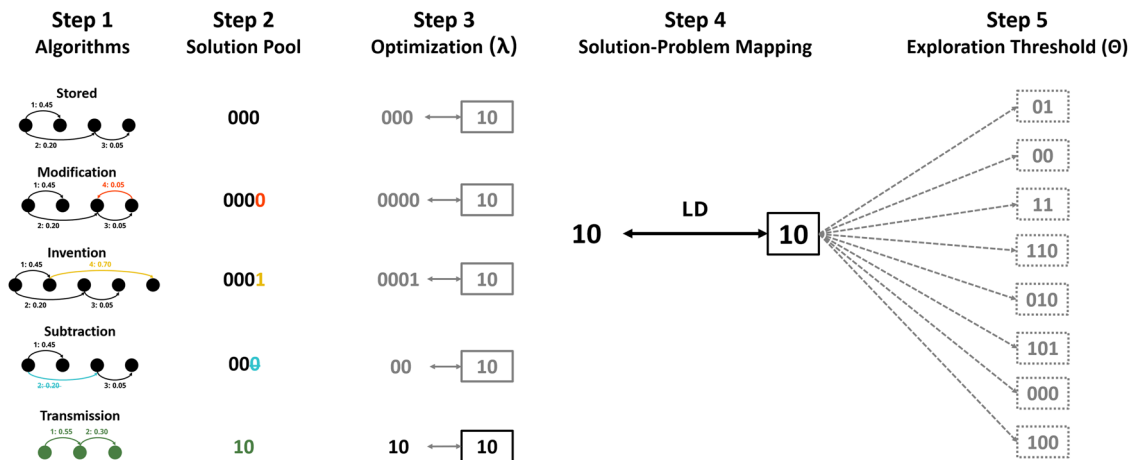 Step 1
Algorithms
Step 2
Solution Pool
Step 3
Optimization (λ)
Step 4
Solution-Problem Mapping
Step 5
Exploration Threshold (Θ)
Stored
1: 0.45
2: 0.20
3: 0.05
000
000
10
Modification
1: 0.45
4: 0.05
2: 0.20
3: 0.05
0000
0000
10
Invention
1: 0.45
4: 0.70
2: 0.20
3: 0.05
0001
0001
10
Subtraction
1: 0.45
2: 0.20
3: 0.05
000
00
10
Transmission
1: 0.55
2: 0.30
10
10
10
10
LD
10
01
00
11
110
010
101
000
100